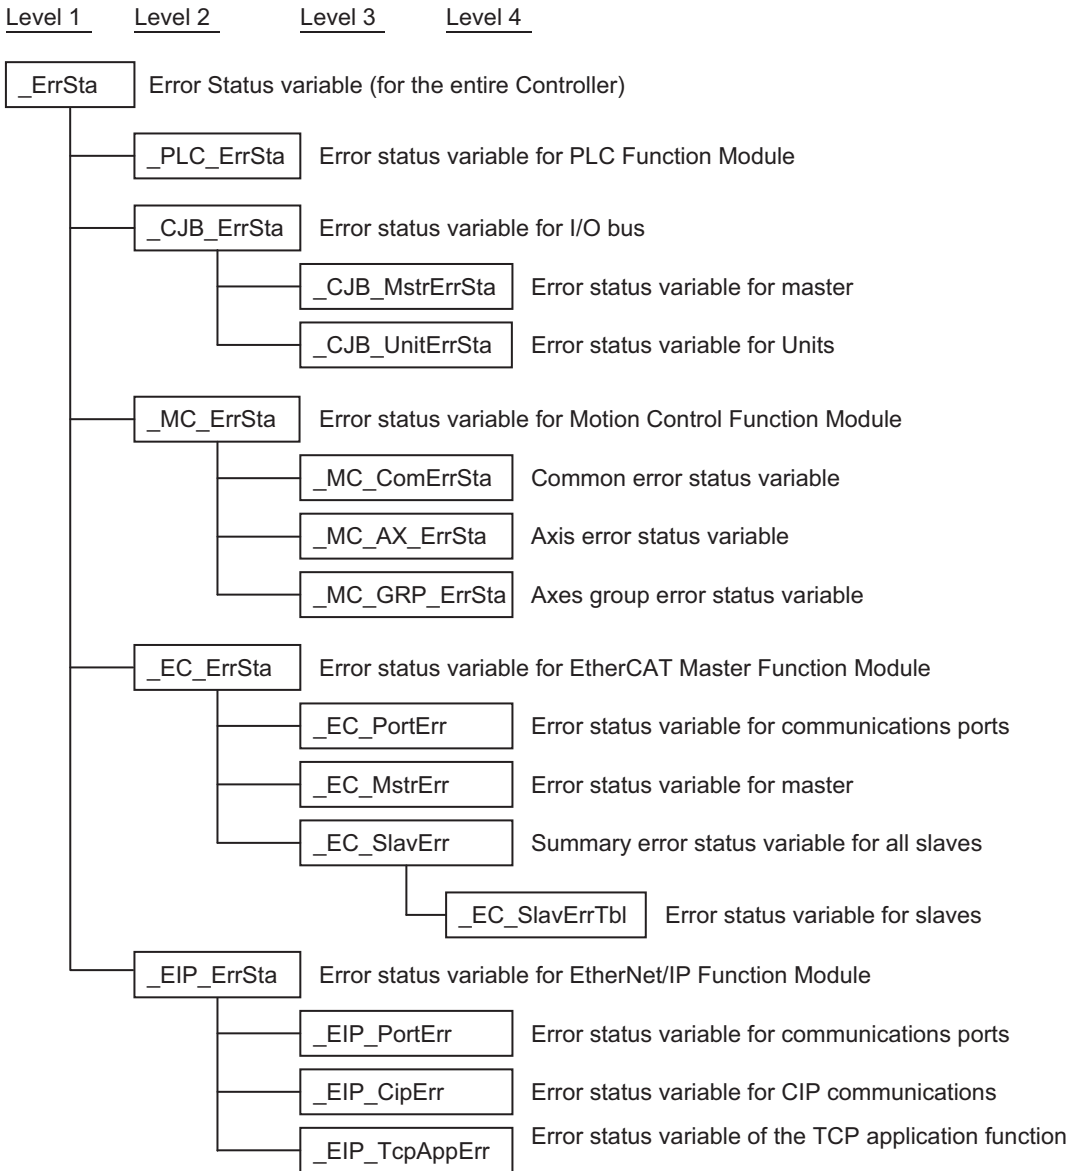 Level 1 Level 2 Level 3 Level 4
_ErrSta Error Status variable (for the entire Controller)
_PLC_ErrSta Error status variable for PLC Function Module
_CJB_ErrSta Error status variable for I/O bus
_CJB_MstrErrSta Error status variable for master
_CJB_UnitErrSta Error status variable for Units
_MC_ErrSta Error status variable for Motion Control Function Module
_MC_ComErrSta Common error status variable
_MC_AX_ErrSta Axis error status variable
_MC_GRP_ErrSta Axes group error status variable
_EC_ErrSta Error status variable for EtherCAT Master Function Module
_EC_PortErr Error status variable for communications ports
_EC_MstrErr Error status variable for master
_EC_SlavErr Summary error status variable for all slaves
_EC_SlavErrTbl Error status variable for slaves
_EIP_ErrSta Error status variable for EtherNet/IP Function Module
_EIP_PortErr Error status variable for communications ports
_EIP_CipErr Error status variable for CIP communications
_EIP_TcpAppErr Error status variable of the TCP application function